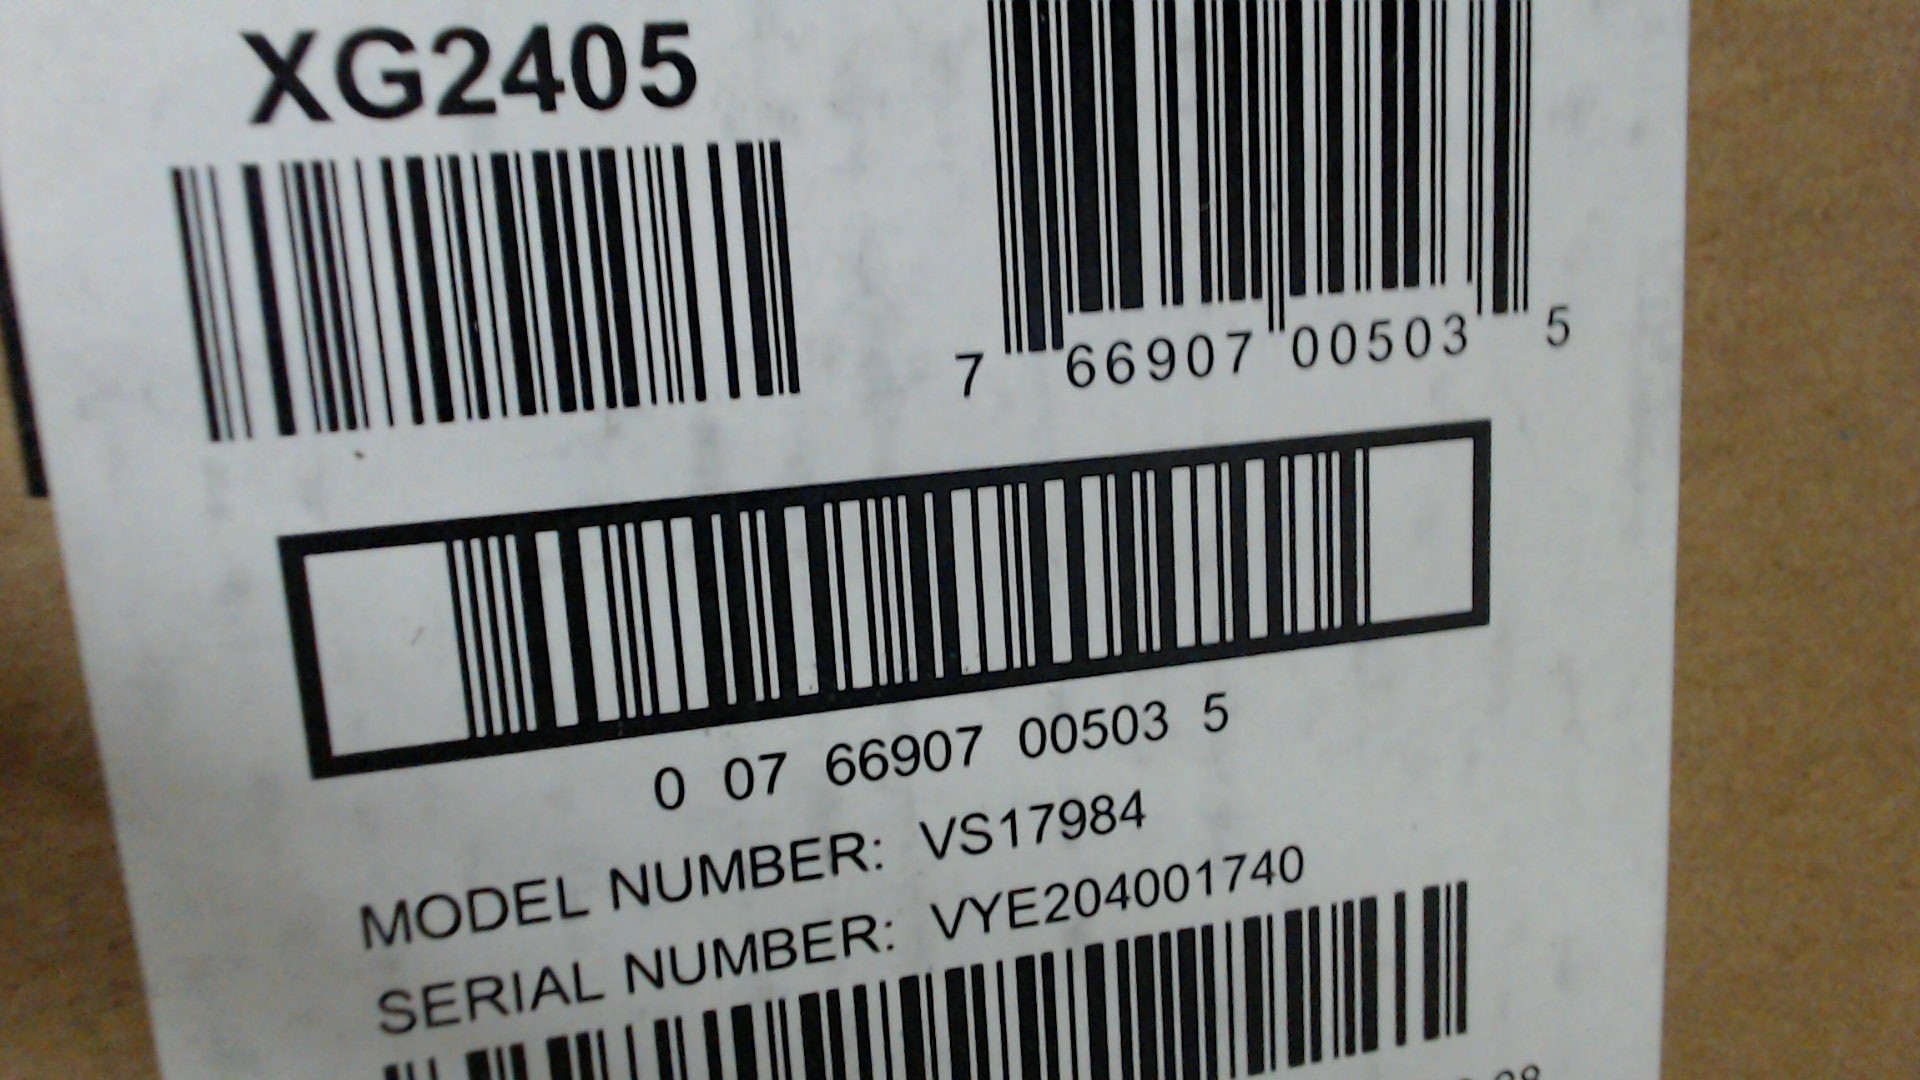 XG2405
7 66907 00503 5
0 07 66907 00503 5
MODEL NUMBER: VS17984
SERIAL NUMBER: VYE204001740